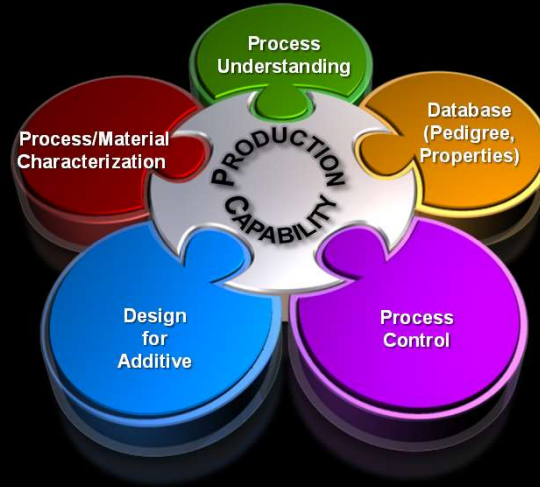 Process
Understanding
Process/Material
Characterization
Database
(Pedigree,
Properties)
PRODUCTION
CAPABILITY
Design
for
Additive
Process
Control